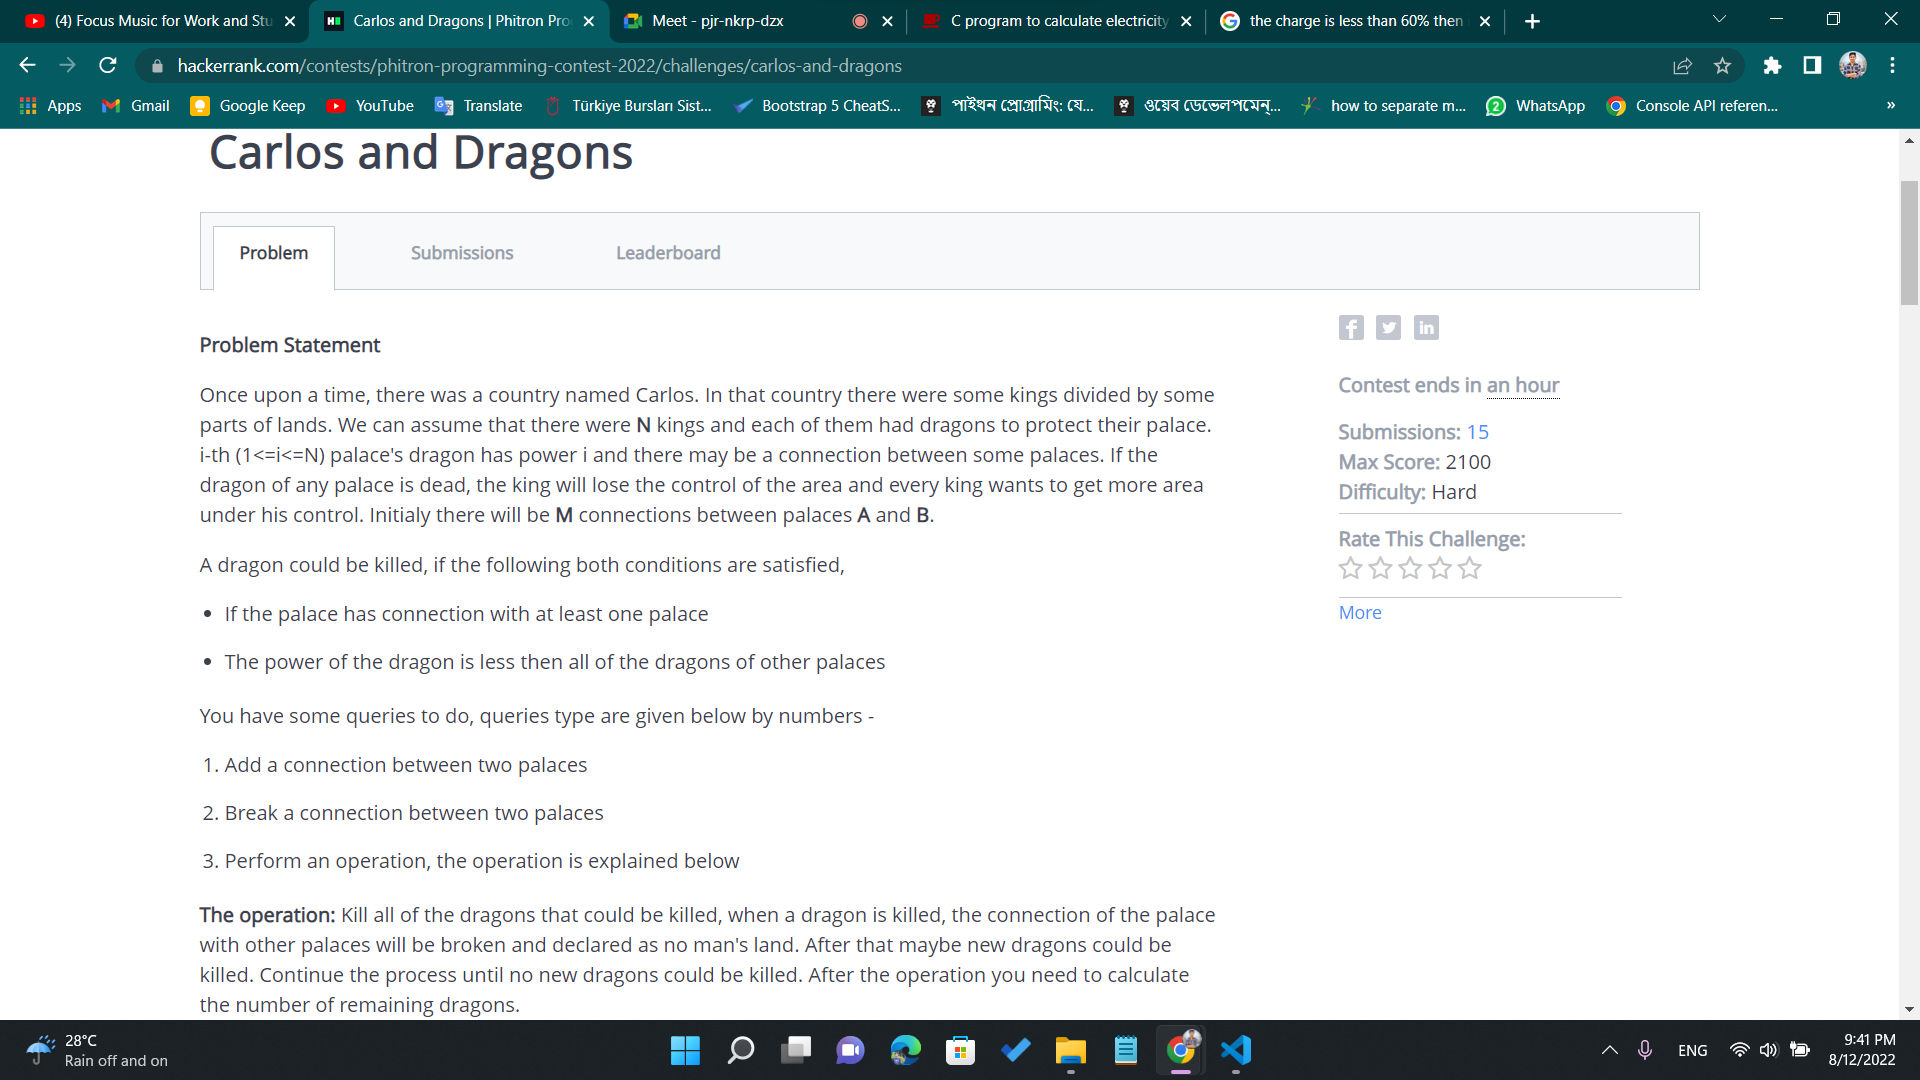 (4) Focus Music for Work and Stu
Carlos and Dragons | Phitron Pro
Meet - pjr-nkrp-dzx
C program to calculate electricity
the charge is less than 60% then
hackerrank.com/contests/phitron-programming-contest-2022/challenges/carlos-and-dragons
Apps
Gmail
Google Keep
YouTube
Translate
Türkiye Bursları Sist...
Bootstrap 5 CheatS...
পাইথন প্রোগ্রামিং: যে...
ওয়েব ডেভেলপমেন্...
how to separate m...
WhatsApp
Console API referen...
»
Carlos and Dragons
Problem
Submissions
Leaderboard
Problem Statement
Once upon a time, there was a country named Carlos. In that country there were some kings divided by some
parts of lands. We can assume that there were N kings and each of them had dragons to protect their palace.
i-th (1<=i<=N) palace's dragon has power i and there may be a connection between some palaces. If the
dragon of any palace is dead, the king will lose the control of the area and every king wants to get more area
under his control. Initialy there will be M connections between palaces A and B.
A dragon could be killed, if the following both conditions are satisfied,
• If the palace has connection with at least one palace
• The power of the dragon is less then all of the dragons of other palaces
You have some queries to do, queries type are given below by numbers -
1. Add a connection between two palaces
2. Break a connection between two palaces
3. Perform an operation, the operation is explained below
The operation: Kill all of the dragons that could be killed, when a dragon is killed, the connection of the palace
with other palaces will be broken and declared as no man's land. After that maybe new dragons could be
killed. Continue the process until no new dragons could be killed. After the operation you need to calculate
the number of remaining dragons.
Contest ends in an hour
Submissions: 15
Max Score: 2100
Difficulty: Hard
Rate This Challenge:
More
28°C
Rain off and on
ENG
9:41 PM
8/12/2022